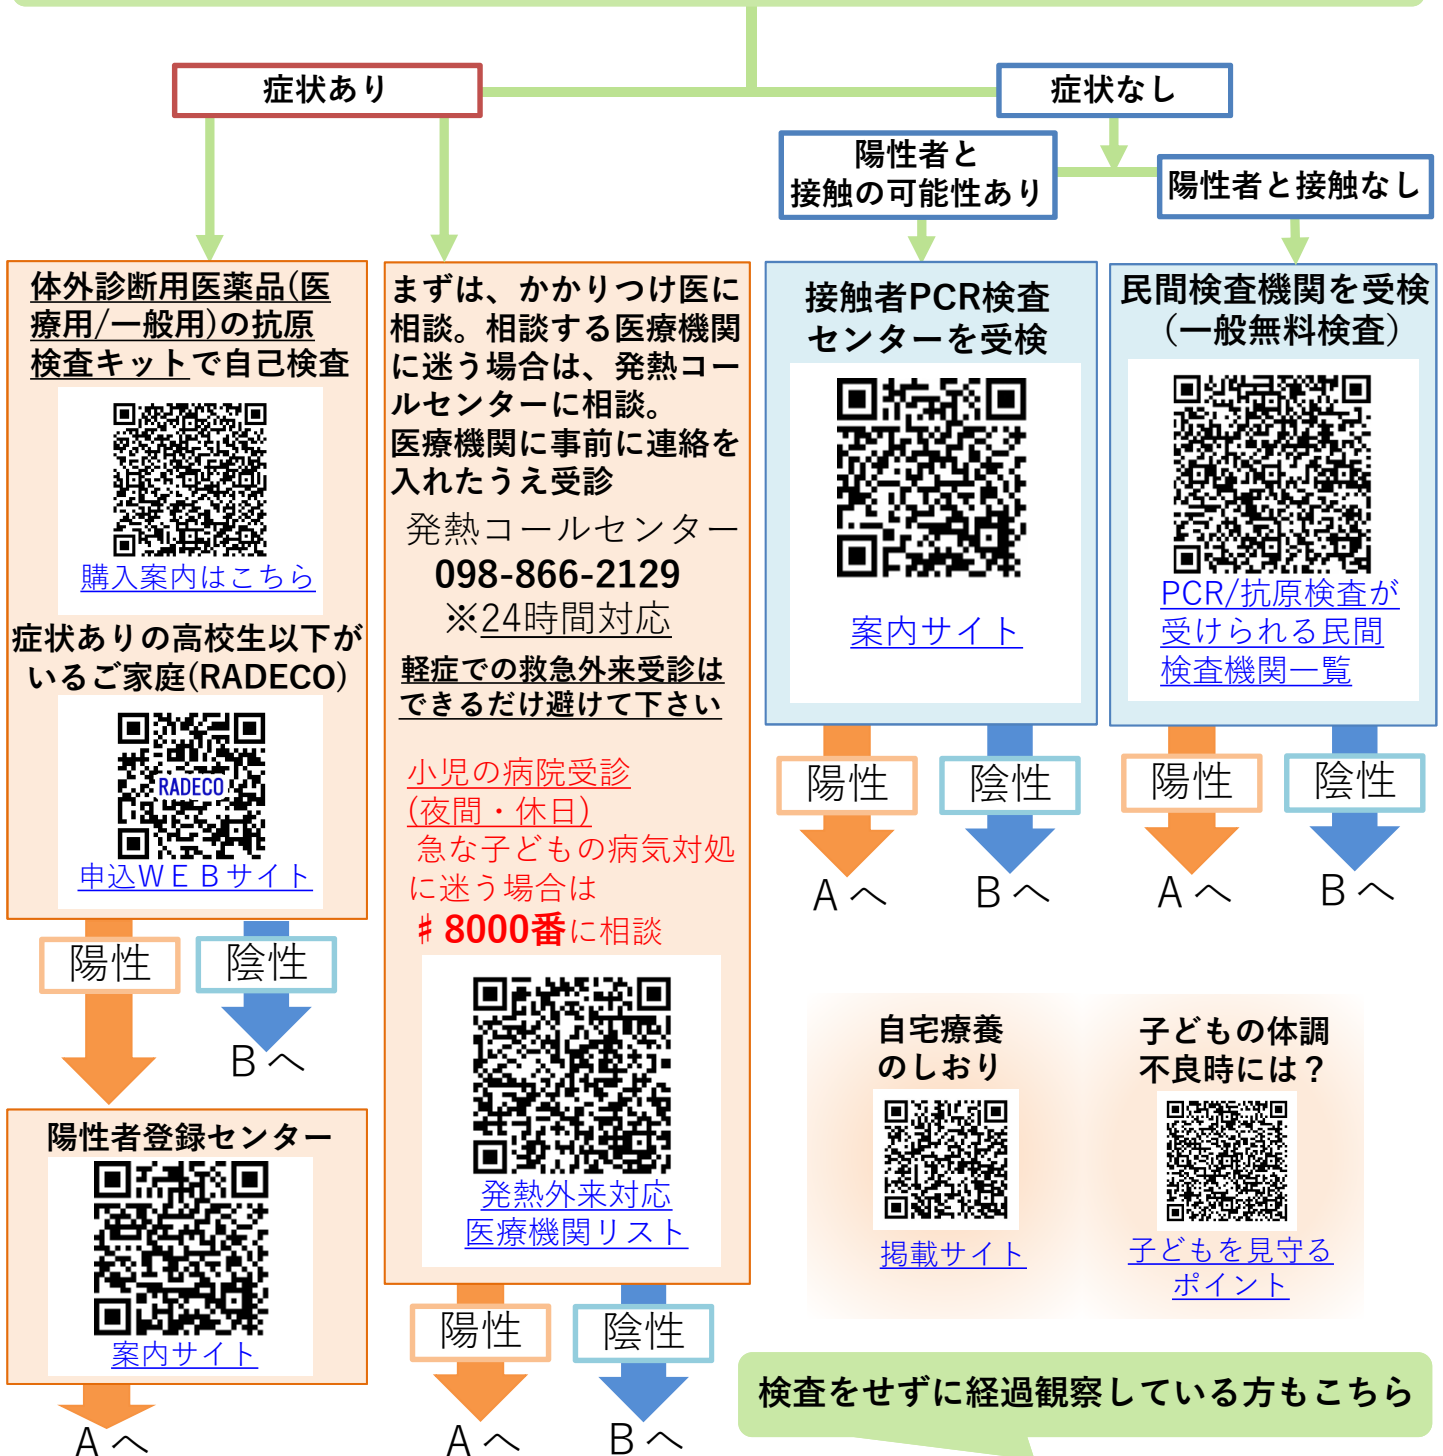 症状あり
症状なし
陽性者と
接触の可能性あり
陽性者と接触なし
体外診断用医薬品(医
療用/一般用)の抗原
検査キットで自己検査
購入案内はこちら
症状ありの高校生以下が
いるご家庭(RADECO)
RADECO
申込ＷＥＢサイト
陽性
陰性
Bへ
陽性者登録センター
案内サイト
Aへ
まずは、かかりつけ医に
相談。相談する医療機関
に迷う場合は、発熱コー
ルセンターに相談。
医療機関に事前に連絡を
入れたうえ受診
発熱コールセンター
098-866-2129
※24時間対応
軽症での救急外来受診は
できるだけ避けて下さい
小児の病院受診
(夜間・休日)
急な子どもの病気対処
に迷う場合は
♯8000番に相談
発熱外来対応
医療機関リスト
陽性
陰性
Aへ
Bへ
接触者PCR検査
センターを受検
案内サイト
陽性
陰性
Aへ
Bへ
民間検査機関を受検
（一般無料検査）
PCR/抗原検査が
受けられる民間
検査機関一覧
陽性
陰性
Aへ
Bへ
自宅療養
のしおり
掲載サイト
子どもの体調
不良時には？
子どもを見守る
ポイント
検査をせずに経過観察している方もこちら